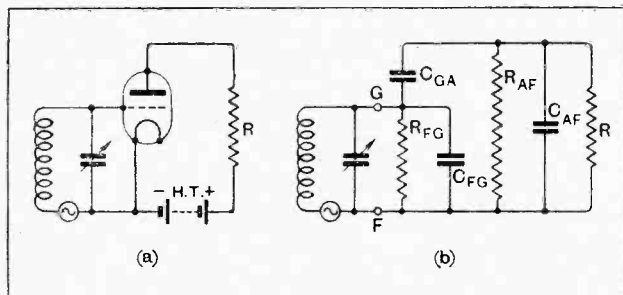 R
− H.T. +
(a)
C_GA
G
R_FG
C_FG
F
R_AF
C_AF
R
(b)